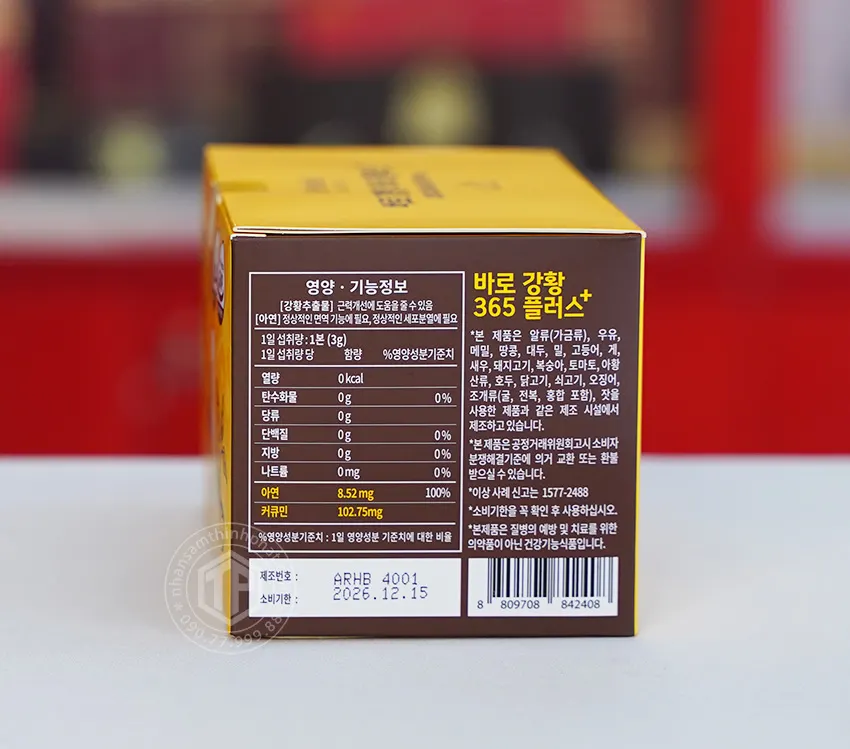 영양 · 기능정보
[강황추출물] 근력개선에 도움을 줄 수 있음
[아연] 정상적인 면역 기능에 필요, 정상적인 세포분열에 필요
1일 섭취량 : 1본 (3g)
1일 섭취량 당 함량 %영양성분기준치
열량 0 kcal
탄수화물 0 g 0%
당류 0 g
단백질 0 g 0%
지방 0 g 0%
나트륨 0 mg 0%
아연 8.52 mg 100%
커큐민 102.75mg
%영양성분기준치 : 1일 영양성분 기준치에 대한 비율
제조번호 : ARHB 4001
소비기한 : 2026.12.15
바로 강황
365 플러스+
*본 제품은 알류(가금류), 우유,
메밀, 땅콩, 대두, 밀, 고등어, 게,
새우, 돼지고기, 복숭아, 토마토, 아황
산류, 호두, 닭고기, 쇠고기, 오징어,
조개류(굴, 전복, 홍합 포함), 잣을
사용한 제품과 같은 제조 시설에서
제조하고 있습니다.
*본 제품은 공정거래위원회고시 소비자
분쟁해결기준에 의거 교환 또는 환불
받으실 수 있습니다.
*이상 사례 신고는 1577-2488
*소비기한을 꼭 확인 후 사용하십시오.
*본제품은 질병의 예방 및 치료를 위한
의약품이 아닌 건강기능식품입니다.
8 809708 842408
nhansamthinhphat
090.77.999.88